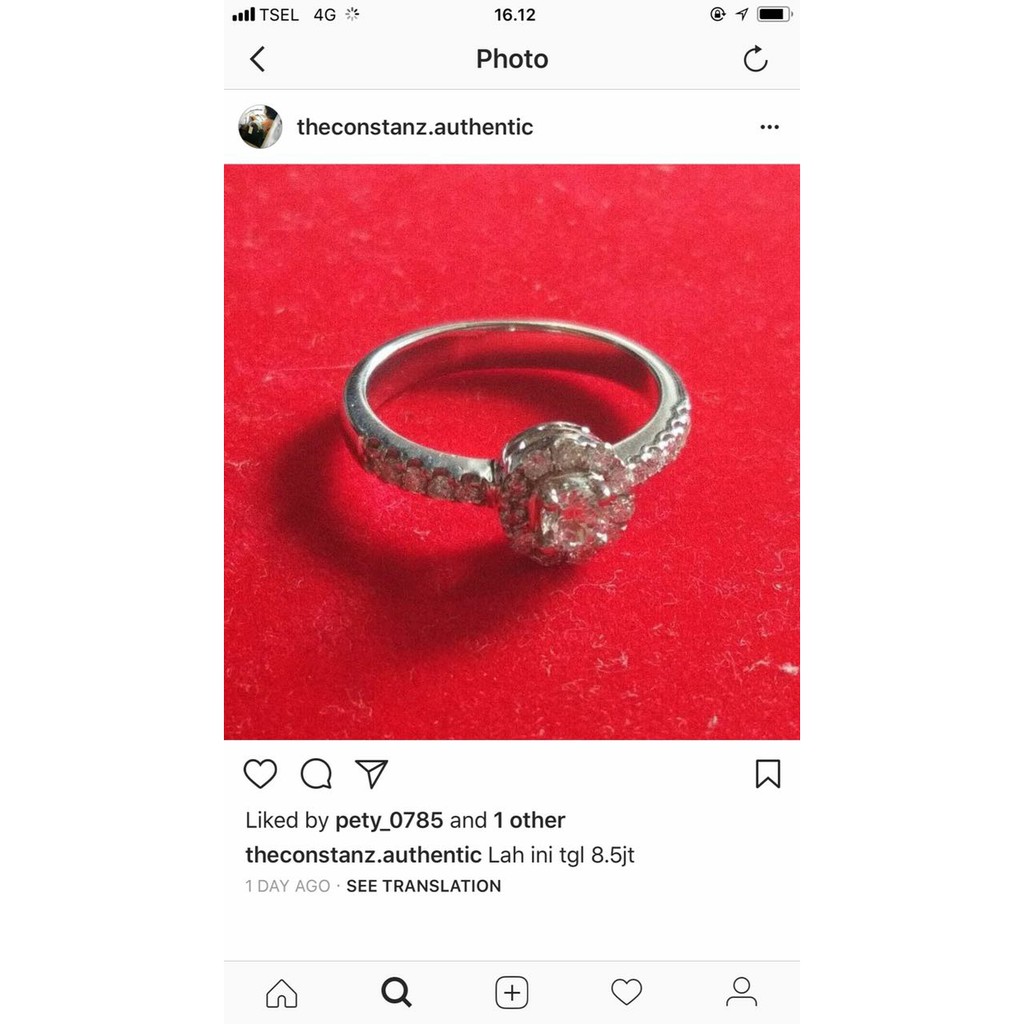 TSEL 4G 16.12
Photo
theconstanz.authentic
Liked by pety_0785 and 1 other
theconstanz.authentic Lah ini tgl 8.5jt
1 DAY AGO · SEE TRANSLATION